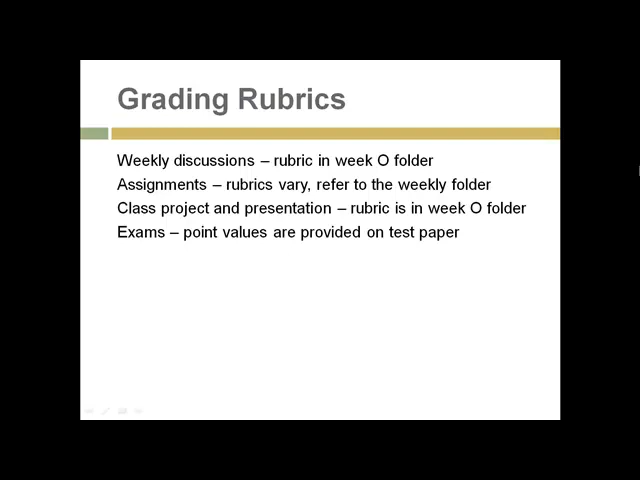 Grading Rubrics
Weekly discussions – rubric in week O folder
Assignments – rubrics vary, refer to the weekly folder
Class project and presentation – rubric is in week O folder
Exams – point values are provided on test paper